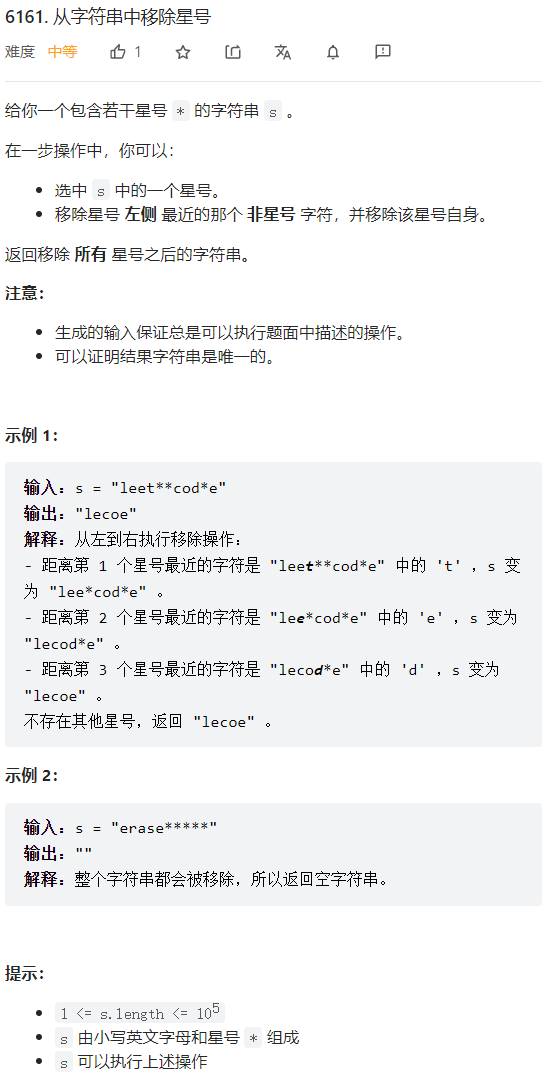 6161. 从字符串中移除星号
难度 中等 1
给你一个包含若干星号 * 的字符串 s 。
在一步操作中，你可以：
选中 s 中的一个星号。
移除星号 左侧 最近的那个 非星号 字符，并移除该星号自身。
返回移除 所有 星号之后的字符串。
注意：
生成的输入保证总是可以执行题面中描述的操作。
可以证明结果字符串是唯一的。
示例 1：
输入：s = "leet**cod*e"
输出："lecoe"
解释：从左到右执行移除操作：
- 距离第 1 个星号最近的字符是 "leet**cod*e" 中的 't' ，s 变
为 "lee*cod*e" 。
- 距离第 2 个星号最近的字符是 "lee*cod*e" 中的 'e' ，s 变为
"lecod*e" 。
- 距离第 3 个星号最近的字符是 "lecod*e" 中的 'd' ，s 变为
"lecoe" 。
不存在其他星号，返回 "lecoe" 。
示例 2：
输入：s = "erase*****"
输出：""
解释：整个字符串都会被移除，所以返回空字符串。
提示：
1 <= s.length <= 10⁵
s 由小写英文字母和星号 * 组成
s 可以执行上述操作